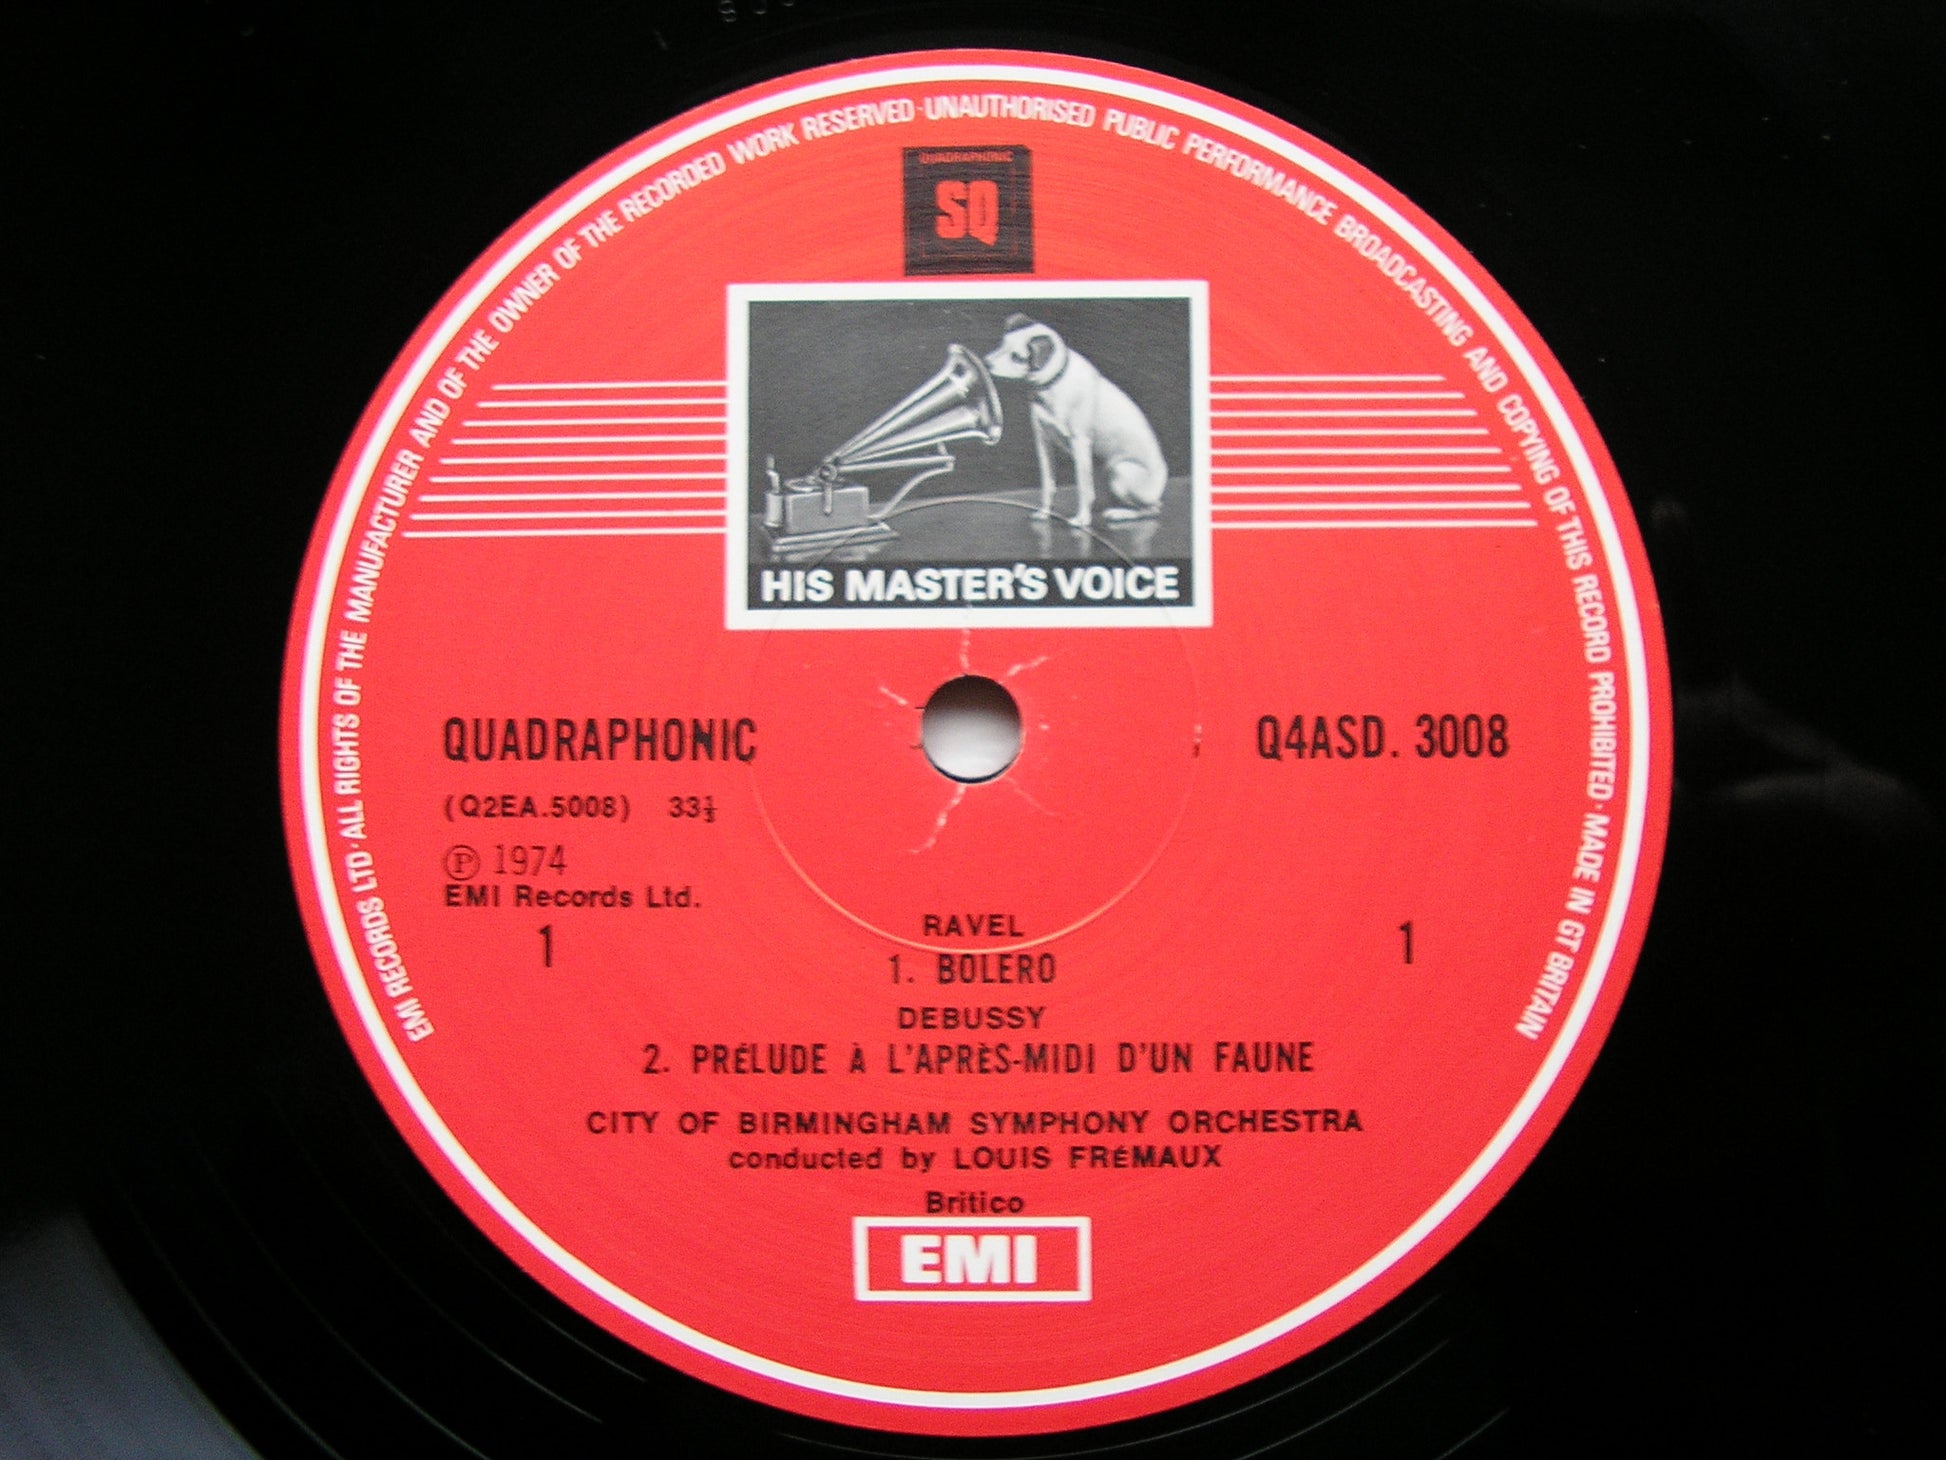 EMI RECORDS LTD·ALL RIGHTS OF THE MANUFACTURER AND OF THE OWNER OF THE RECORDED WORK RESERVED·UNAUTHORISED PUBLIC PERFORMANCE BROADCASTING AND COPYING OF THIS RECORD PROHIBITED·MADE IN GT BRITAIN
QUADRAPHONIC
SQ
HIS MASTER'S VOICE
QUADRAPHONIC Q4ASD. 3008
(Q2EA.5008) 33⅓
℗ 1974
EMI Records Ltd.
1 1
RAVEL
1. BOLERO
DEBUSSY
2. PRÉLUDE À L'APRÈS-MIDI D'UN FAUNE
CITY OF BIRMINGHAM SYMPHONY ORCHESTRA
conducted by LOUIS FRÉMAUX
Britico
EMI